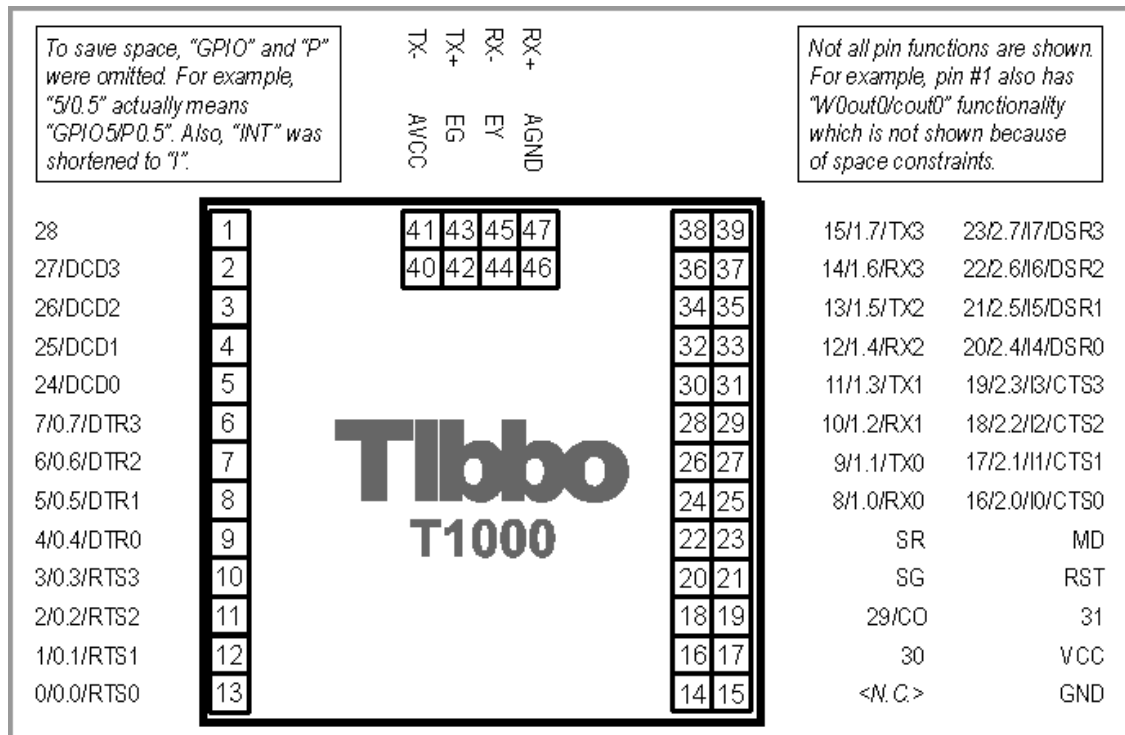 To save space, “GPIO” and “P”
were omitted. For example,
“5/0.5” actually means
“GPIO5/P0.5”. Also, “INT” was
shortened to “I”.
TX- TX+ RX- RX+
AVCC EG EY AGND
Not all pin functions are shown.
For example, pin #1 also has
“W0out0/cout0” functionality
which is not shown because
of space constraints.
28 1 41 43 45 47 38 39 15/1.7/TX3 23/2.7/I7/DSR3
27/DCD3 2 40 42 44 46 36 37 14/1.6/RX3 22/2.6/I6/DSR2
26/DCD2 3 34 35 13/1.5/TX2 21/2.5/I5/DSR1
25/DCD1 4 32 33 12/1.4/RX2 20/2.4/I4/DSR0
24/DCD0 5 30 31 11/1.3/TX1 19/2.3/I3/CTS3
7/0.7/DTR3 6 28 29 10/1.2/RX1 18/2.2/I2/CTS2
6/0.6/DTR2 7 26 27 9/1.1/TX0 17/2.1/I1/CTS1
5/0.5/DTR1 8 24 25 8/1.0/RX0 16/2.0/I0/CTS0
4/0.4/DTR0 9 22 23 SR MD
3/0.3/RTS3 10 20 21 SG RST
2/0.2/RTS2 11 18 19 29/CO 31
1/0.1/RTS1 12 16 17 30 VCC
0/0.0/RTS0 13 14 15 <N.C.> GND
TIbbo
T1000